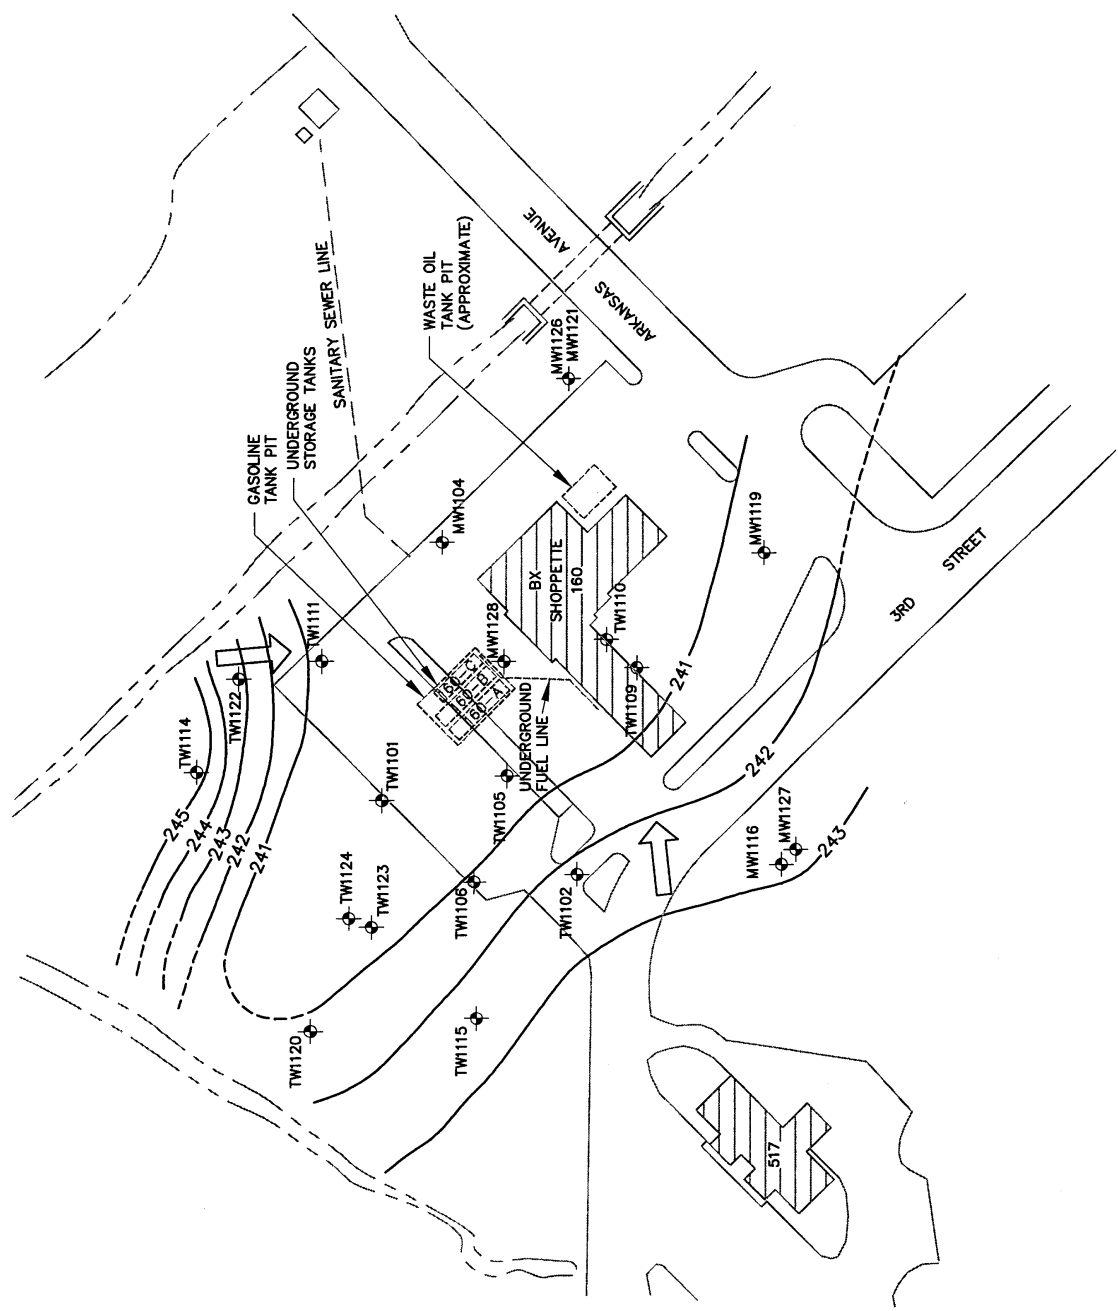 AVENUE
ARKANSAS
SANITARY SEWER LINE
WASTE OIL
TANK PIT
(APPROXIMATE)
GASOLINE
TANK PIT
UNDERGROUND
STORAGE TANKS
MW1126
MW1121
MW1104
BX
SHOPPETTE
160
MW1119
3RD
STREET
TW1111
TW1122
TW1114
MW1128
TW1110
TW1109
C
B
A
UNDERGROUND
FUEL LINE
TW1101
TW1105
TW1124
TW1123
TW1106
TW1102
MW1116
MW1127
TW1120
TW1115
245
244
243
242
241
241
242
243
517